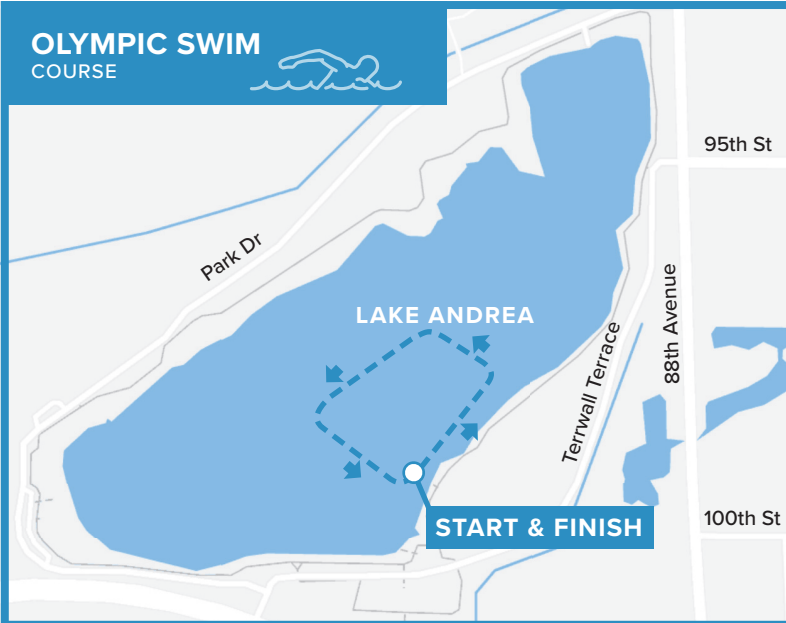 OLYMPIC SWIM
COURSE
95th St
Park Dr
88th Avenue
LAKE ANDREA
Terrwall Terrace
100th St
START & FINISH